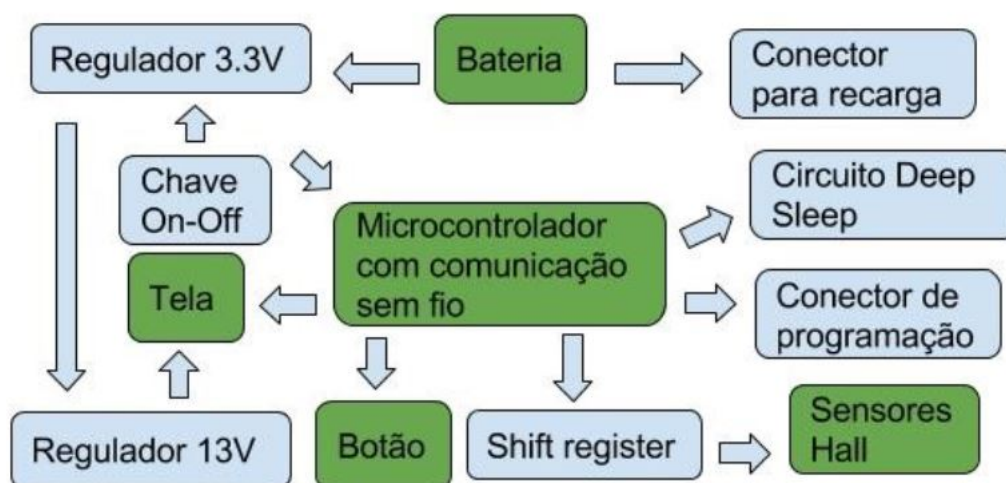 Regulador 3.3V
Bateria
Conector
para recarga
Chave
On-Off
Circuito Deep
Sleep
Microcontrolador
com comunicação
sem fio
Tela
Conector de
programação
Regulador 13V
Botão
Shift register
Sensores
Hall